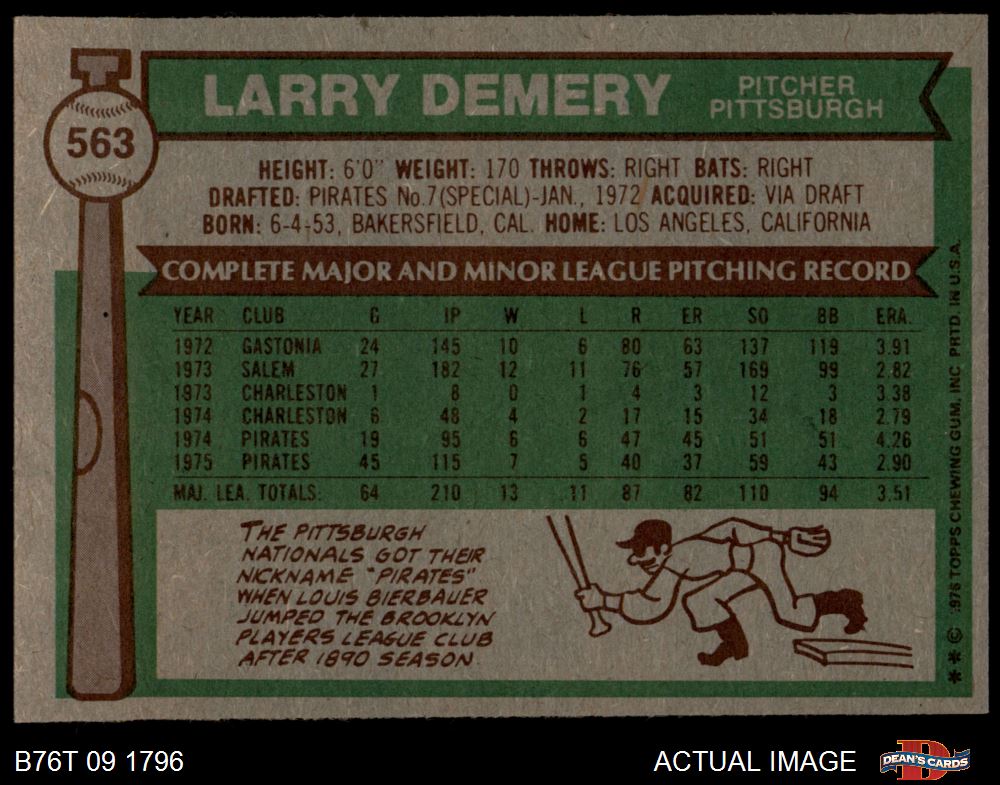 563
LARRY DEMERY
PITCHER
PITTSBURGH
HEIGHT: 6'0" WEIGHT: 170 THROWS: RIGHT BATS: RIGHT
DRAFTED: PIRATES No.7(SPECIAL)-JAN., 1972 ACQUIRED: VIA DRAFT
BORN: 6-4-53, BAKERSFIELD, CAL. HOME: LOS ANGELES, CALIFORNIA
COMPLETE MAJOR AND MINOR LEAGUE PITCHING RECORD
YEAR CLUB G IP W L R ER SO BB ERA.
1972 GASTONIA 24 145 10 6 80 63 137 119 3.91
1973 SALEM 27 182 12 11 76 57 169 99 2.82
1973 CHARLESTON 1 8 0 1 4 3 12 3 3.38
1974 CHARLESTON 6 48 4 2 17 15 34 18 2.79
1974 PIRATES 19 95 6 6 47 45 51 51 4.26
1975 PIRATES 45 115 7 5 40 37 59 43 2.90
MAJ. LEA. TOTALS: 64 210 13 11 87 82 110 94 3.51
THE PITTSBURGH
NATIONALS GOT THEIR
NICKNAME "PIRATES"
WHEN LOUIS BIERBAUER
JUMPED THE BROOKLYN
PLAYERS LEAGUE CLUB
AFTER 1890 SEASON
** © 1976 TOPPS CHEWING GUM, INC PRTD. IN U.S.A.
B76T 09 1796
ACTUAL IMAGE
DEAN'S CARDS